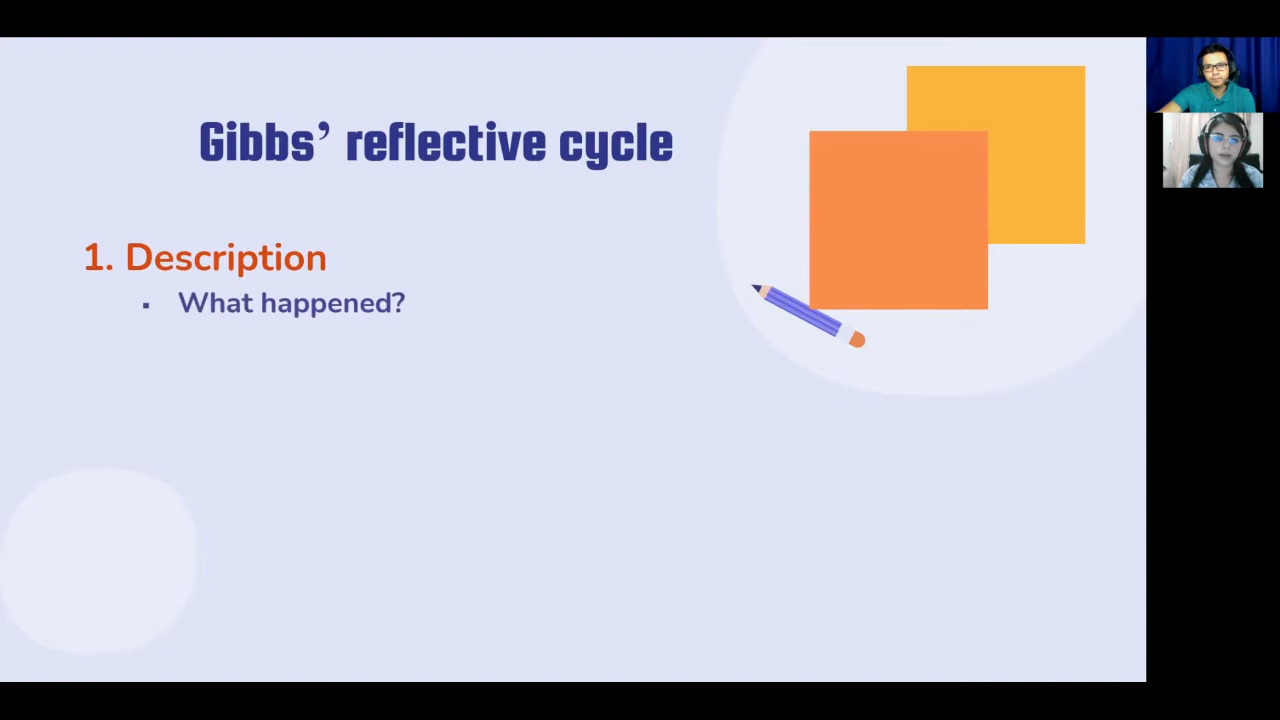 Gibbs’ reflective cycle
1. Description
▪ What happened?